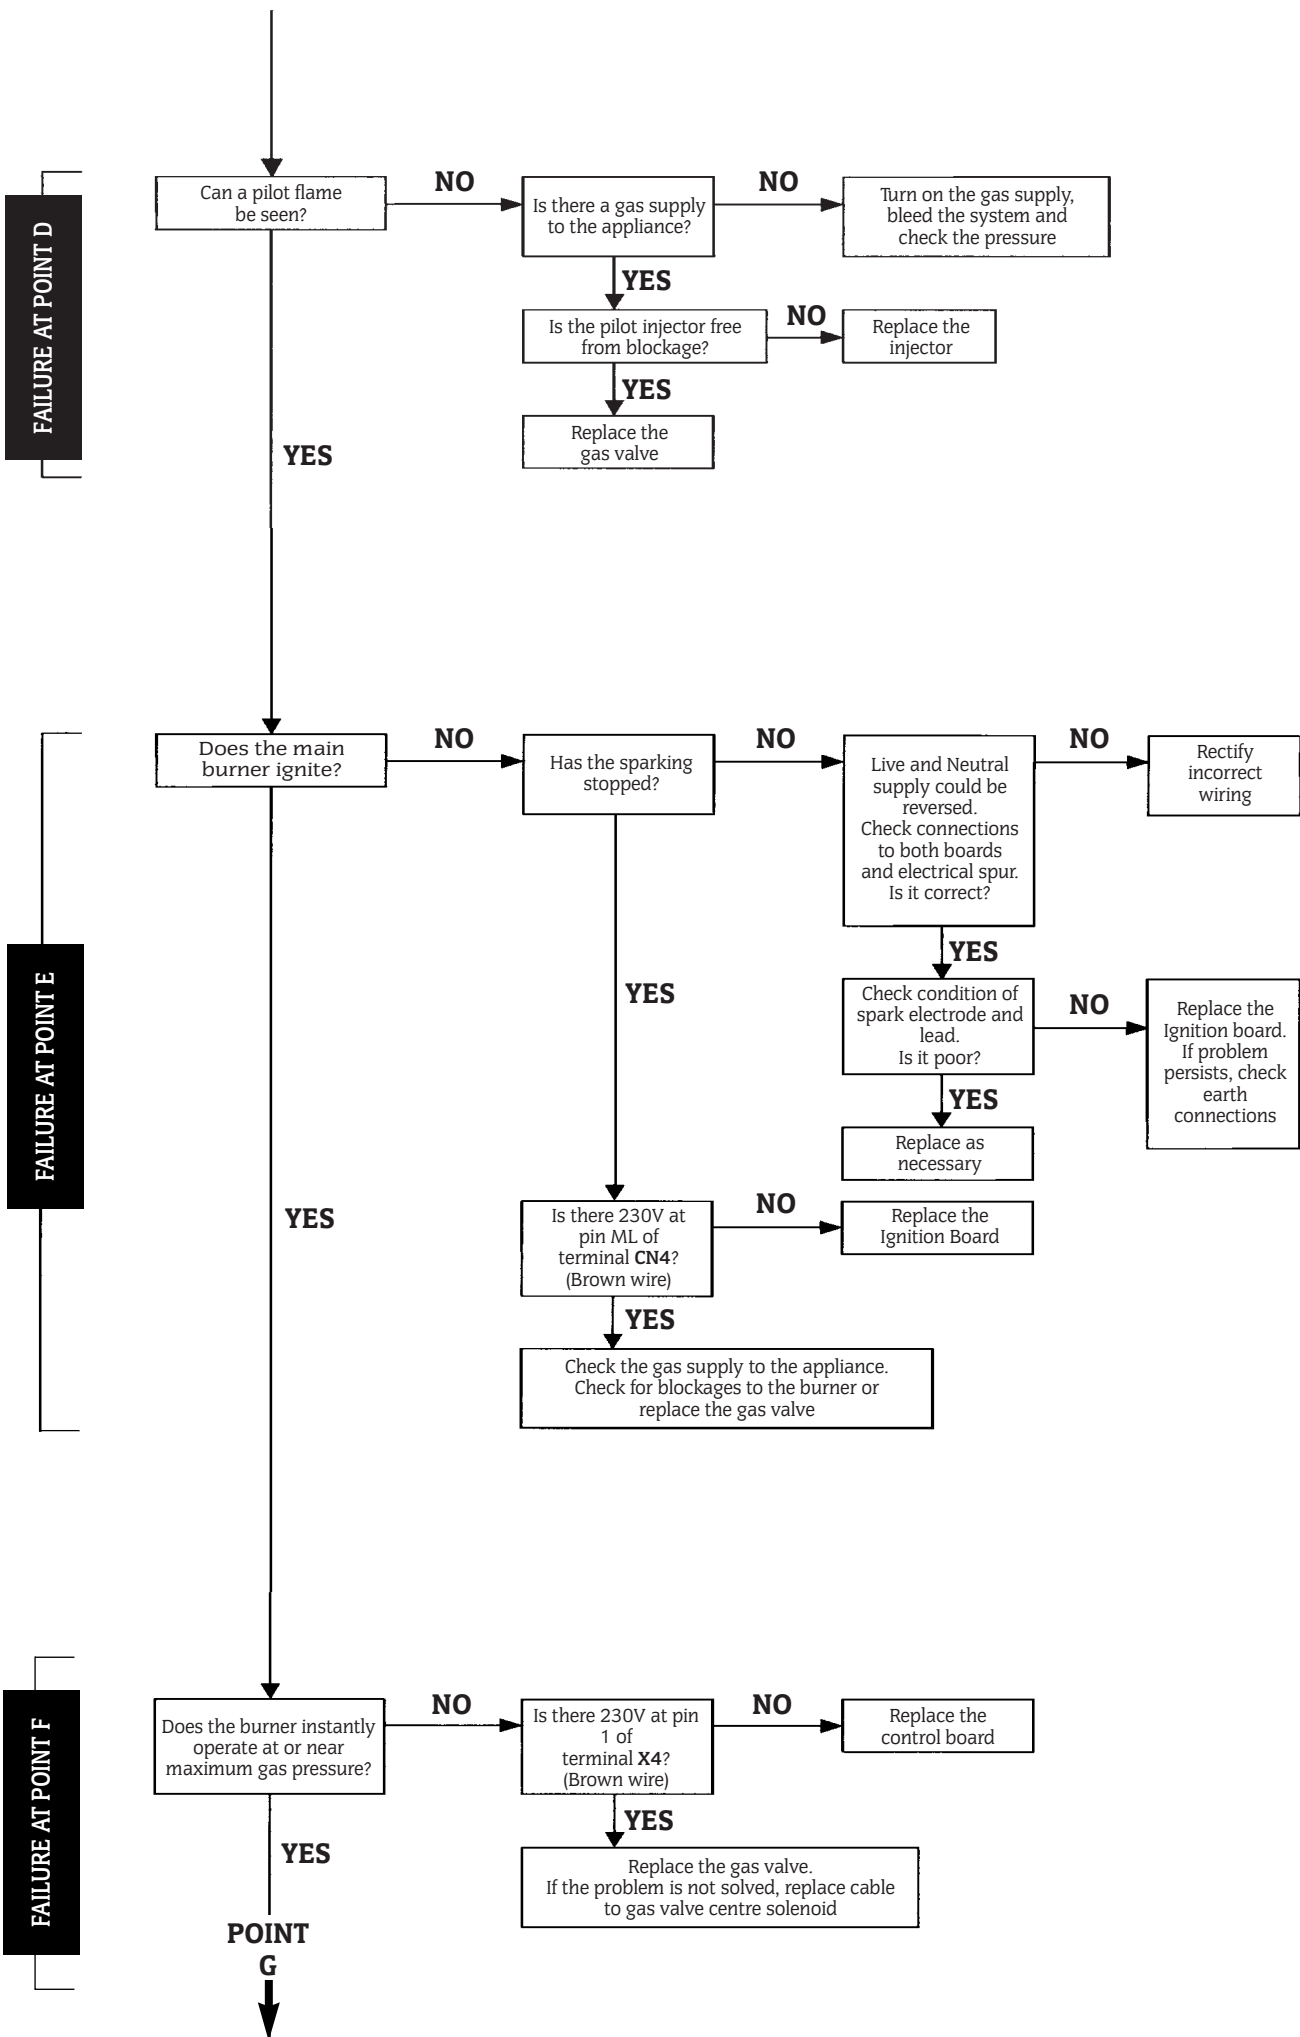 FAILURE AT POINT D
Can a pilot flame
be seen?
NO
Is there a gas supply
to the appliance?
NO
Turn on the gas supply,
bleed the system and
check the pressure
YES
Is the pilot injector free
from blockage?
NO
Replace the
injector
YES
Replace the
gas valve
YES
FAILURE AT POINT E
Does the main
burner ignite?
NO
Has the sparking
stopped?
NO
Live and Neutral
supply could be
reversed.
Check connections
to both boards
and electrical spur.
Is it correct?
NO
Rectify
incorrect
wiring
YES
Check condition of
spark electrode and
lead.
Is it poor?
NO
Replace the
Ignition board.
If problem
persists, check
earth
connections
YES
Replace as
necessary
YES
Is there 230V at
pin ML of
terminal CN4?
(Brown wire)
NO
Replace the
Ignition Board
YES
Check the gas supply to the appliance.
Check for blockages to the burner or
replace the gas valve
YES
FAILURE AT POINT F
Does the burner instantly
operate at or near
maximum gas pressure?
NO
Is there 230V at pin
1 of
terminal X4?
(Brown wire)
NO
Replace the
control board
YES
Replace the gas valve.
If the problem is not solved, replace cable
to gas valve centre solenoid
YES
POINT
G